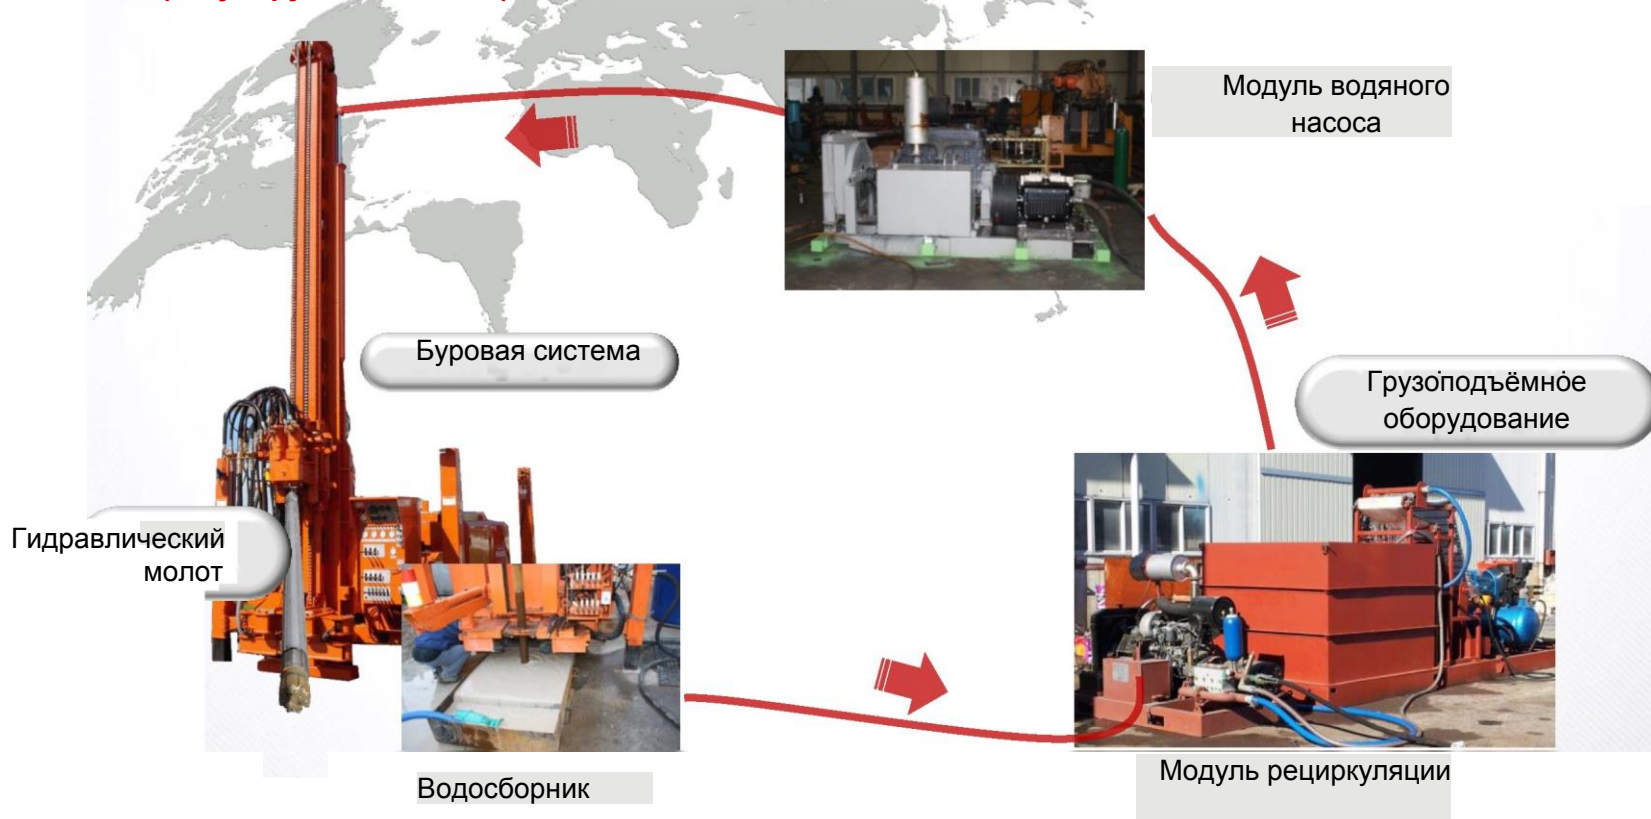 Модуль водяного
насоса
Буровая система
Грузоподъёмное
оборудование
Гидравлический
молот
Водосборник
Модуль рециркуляции